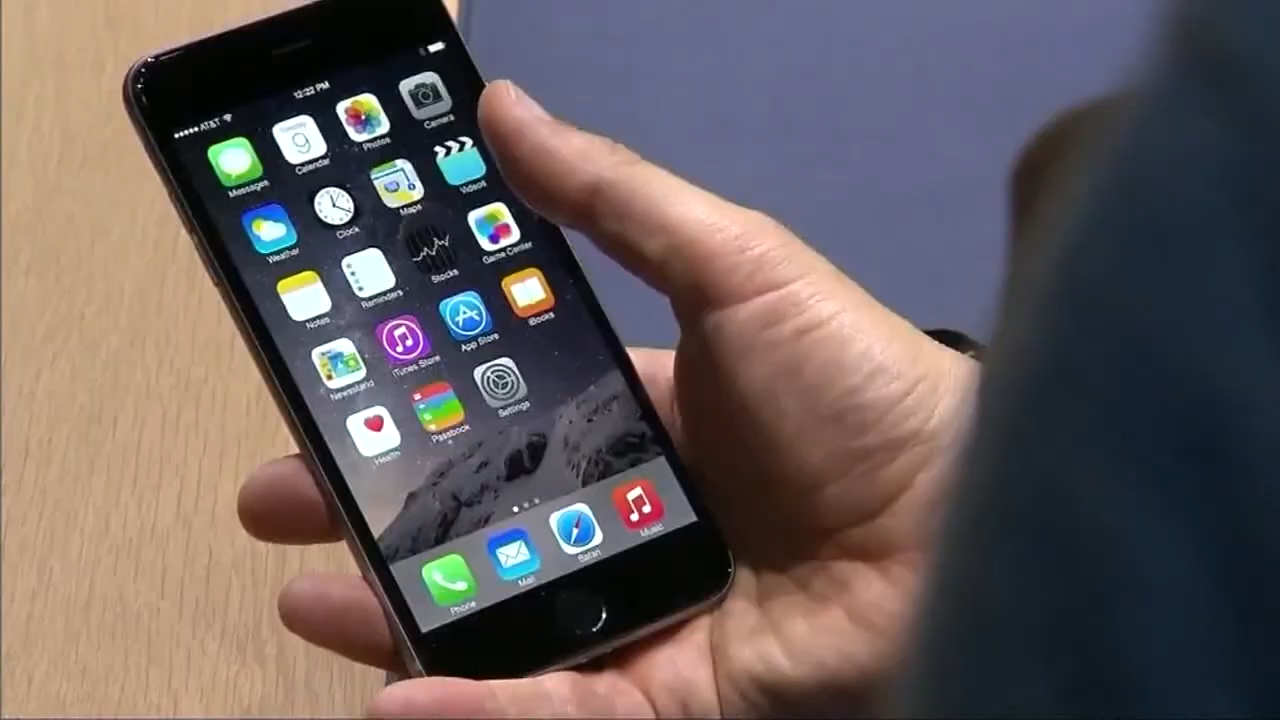 ●●●●● AT&T 12:22 PM
Messages Calendar Photos Camera
Weather Clock Maps Videos
Notes Reminders Stocks Game Center
Newsstand iTunes Store App Store iBooks
Health Passbook Settings
Phone Mail Safari Music
9